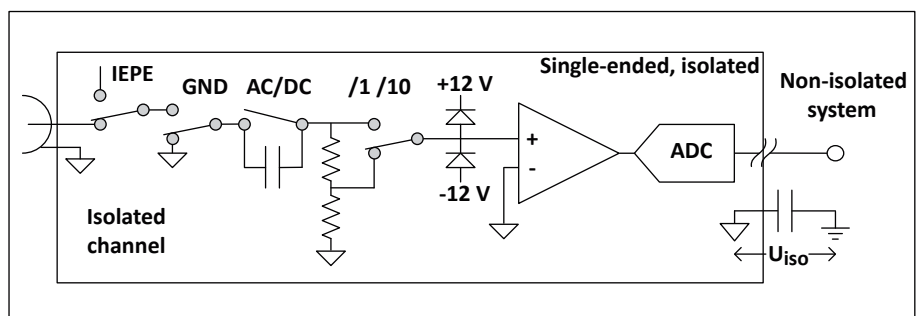 IEPE
GND
AC/DC
/1 /10
+12 V
-12 V
+
-
Single-ended, isolated
ADC
Non-isolated
system
Isolated
channel
Uiso